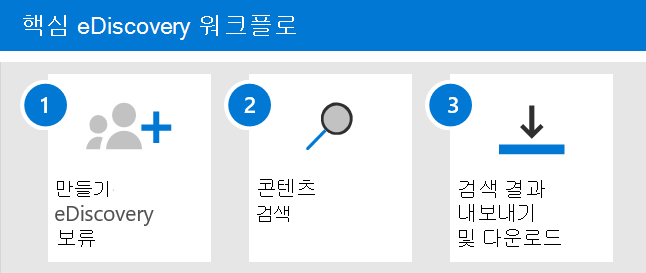 핵심 eDiscovery 워크플로
1
만들기
eDiscovery
보류
2
콘텐츠
검색
3
검색 결과
내보내기
및 다운로드